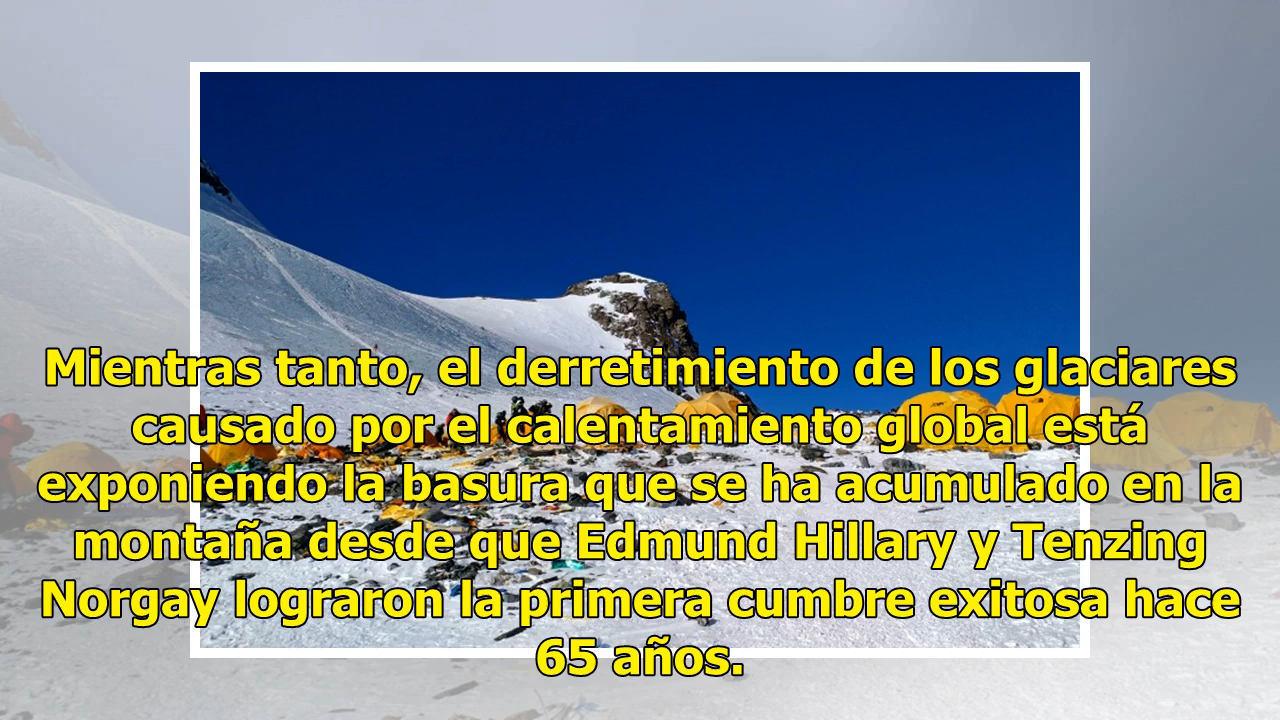 Mientras tanto, el derretimiento de los glaciares
causado por el calentamiento global está
exponiendo la basura que se ha acumulado en la
montaña desde que Edmund Hillary y Tenzing
Norgay lograron la primera cumbre exitosa hace
65 años.